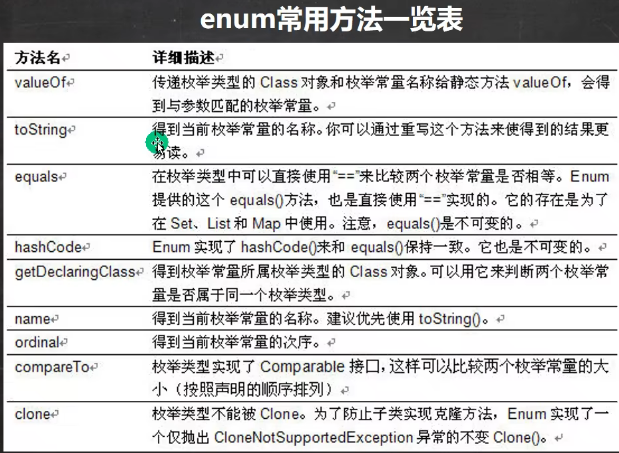 enum常用方法一览表
方法名 详细描述
valueOf 传递枚举类型的 Class 对象和枚举常量名称给静态方法 valueOf，会得
到与参数匹配的枚举常量。
toString 得到当前枚举常量的名称。你可以通过重写这个方法来使得到的结果更
易读。
equals 在枚举类型中可以直接使用“==”来比较两个枚举常量是否相等。Enum
提供的这个 equals()方法，也是直接使用“==”实现的。它的存在是为了
在 Set、List 和 Map 中使用。注意，equals()是不可变的。
hashCode Enum 实现了 hashCode()来和 equals()保持一致。它也是不可变的。
getDeclaringClass 得到枚举常量所属枚举类型的 Class 对象。可以用它来判断两个枚举常
量是否属于同一个枚举类型。
name 得到当前枚举常量的名称。建议优先使用 toString()。
ordinal 得到当前枚举常量的次序。
compareTo 枚举类型实现了 Comparable 接口，这样可以比较两个枚举常量的大
小（按照声明的顺序排列）
clone 枚举类型不能被 Clone。为了防止子类实现克隆方法，Enum 实现了一
个仅抛出 CloneNotSupportedException 异常的不变 Clone()。